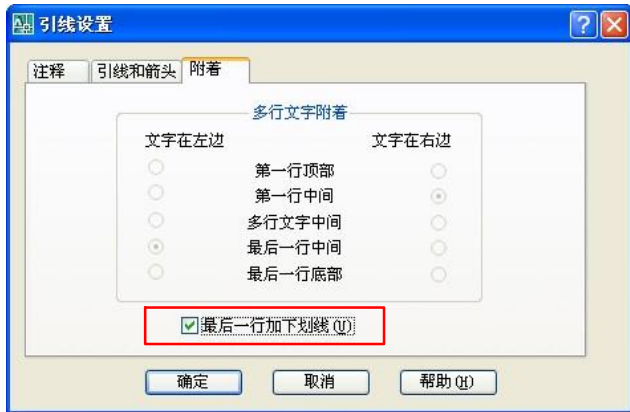 引线设置
注释 引线和箭头 附着
多行文字附着
文字在左边 文字在右边
第一行顶部
第一行中间
多行文字中间
最后一行中间
最后一行底部
最后一行加下划线(U)
确定 取消 帮助(H)